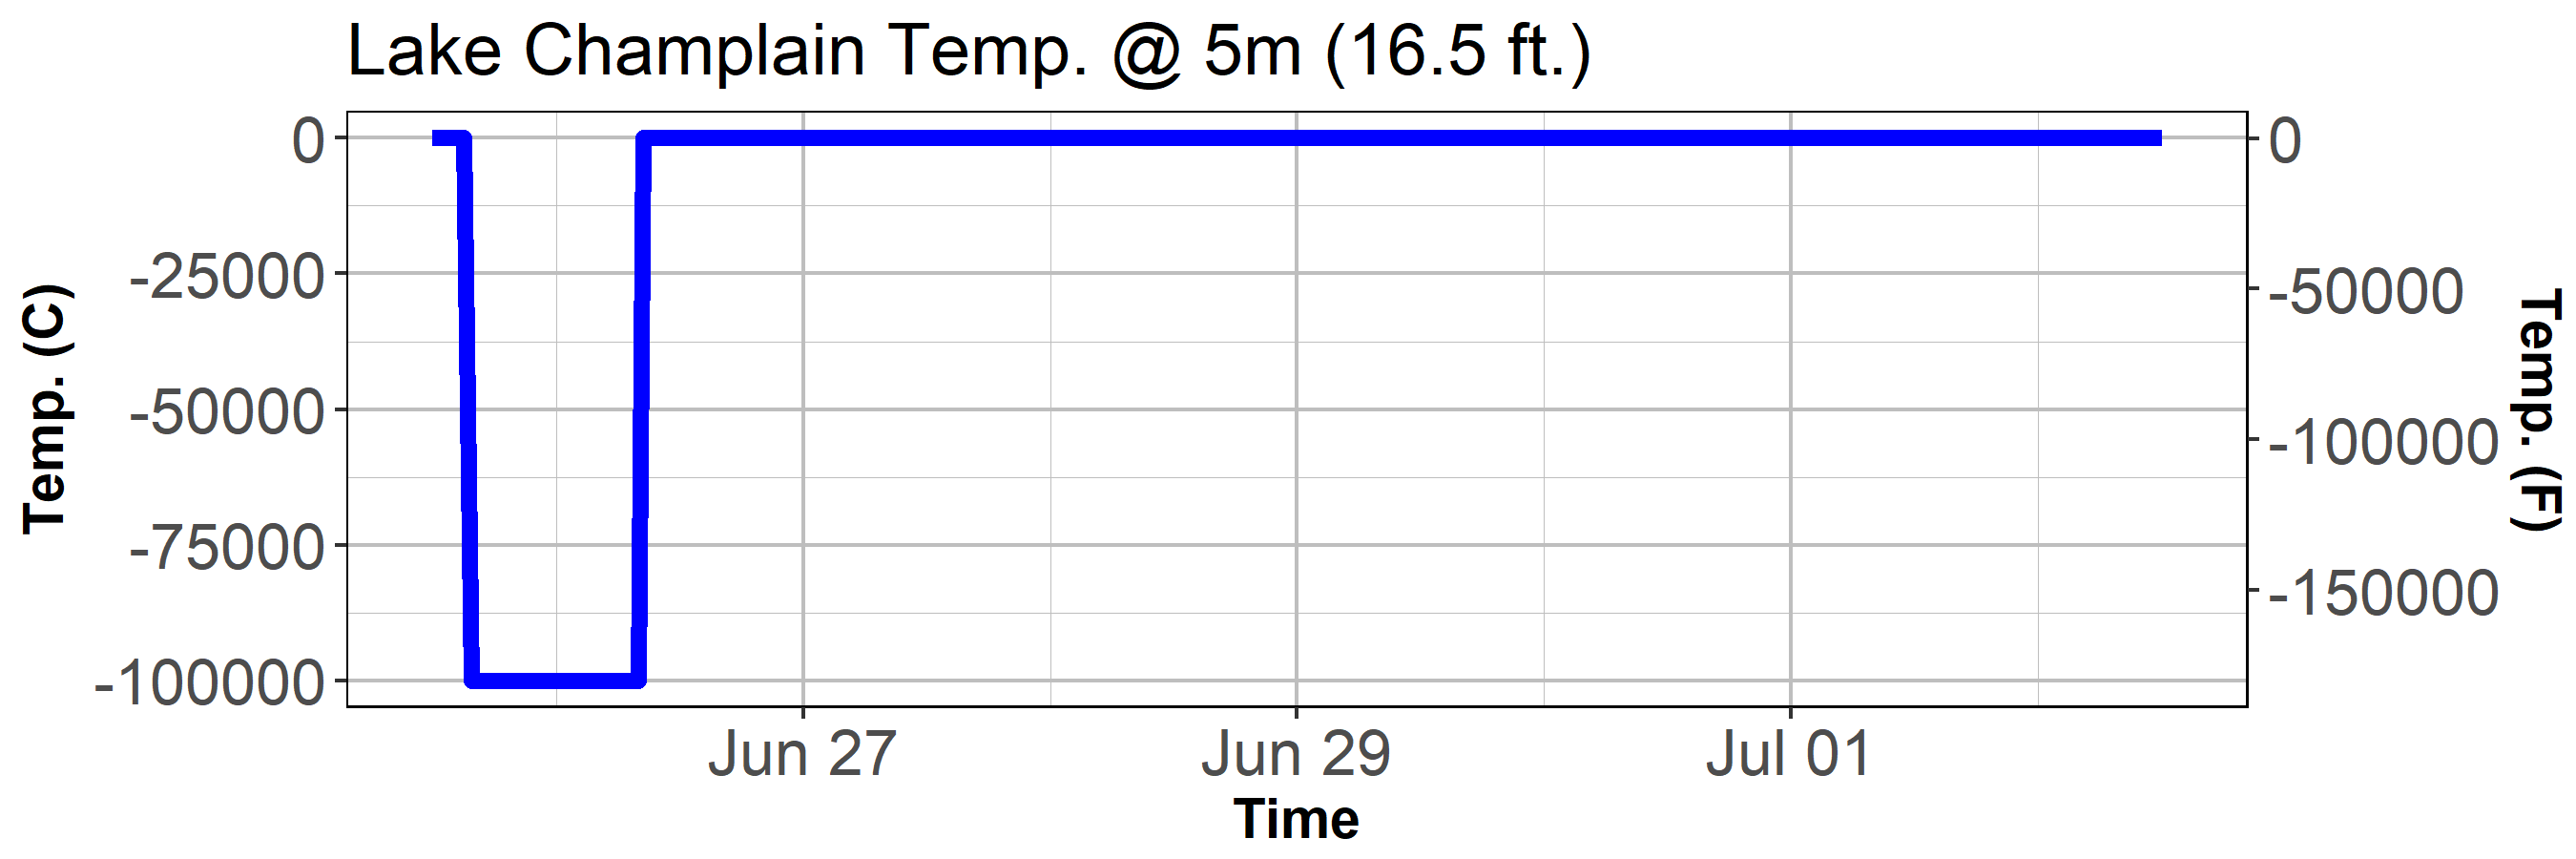 Lake Champlain Temp. @ 5m (16.5 ft.)
Temp. (C)
0
-25000
-50000
-75000
-100000
0
-50000
-100000
-150000
Temp. (F)
Jun 27
Jun 29
Jul 01
Time